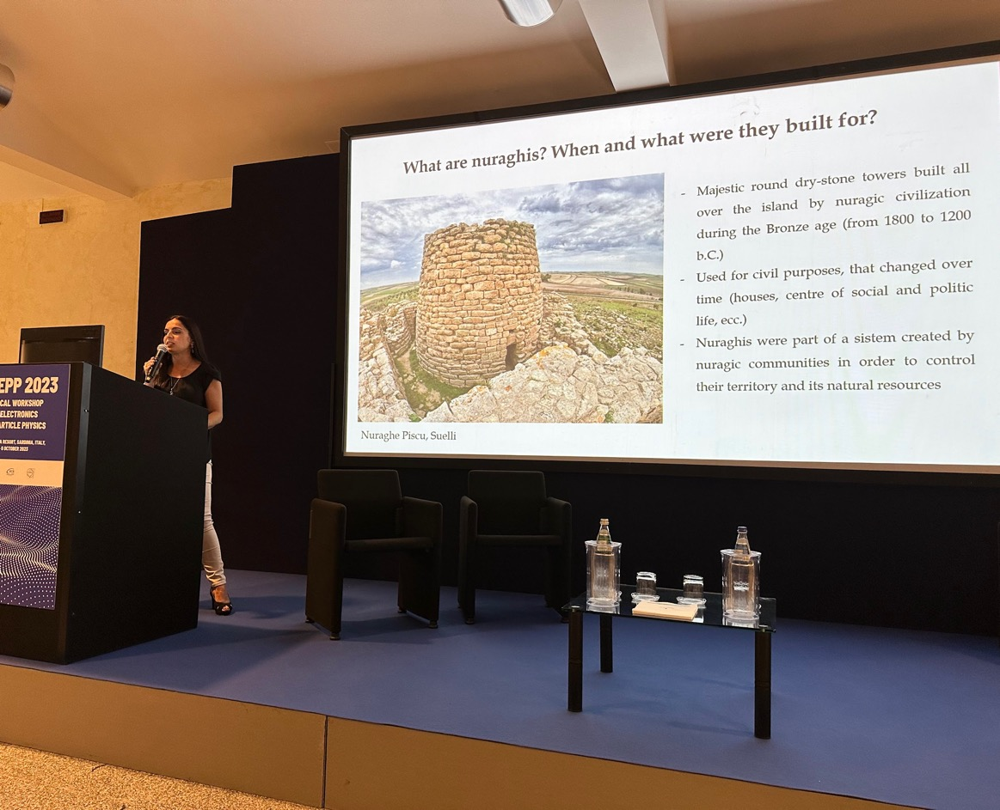 What are nuraghis? When and what were they built for?
- Majestic round dry-stone towers built all
over the island by nuragic civilization
during the Bronze age (from 1800 to 1200
b.C.)
- Used for civil purposes, that changed over
time (houses, centre of social and politic
life, ecc.)
- Nuraghis were part of a sistem created by
nuragic communities in order to control
their territory and its natural resources
Nuraghe Piscu, Suelli
EPP 2023
CAL WORKSHOP
ELECTRONICS
ARTICLE PHYSICS
RESORT, SARDINIA, ITALY,
6 OCTOBER 2023